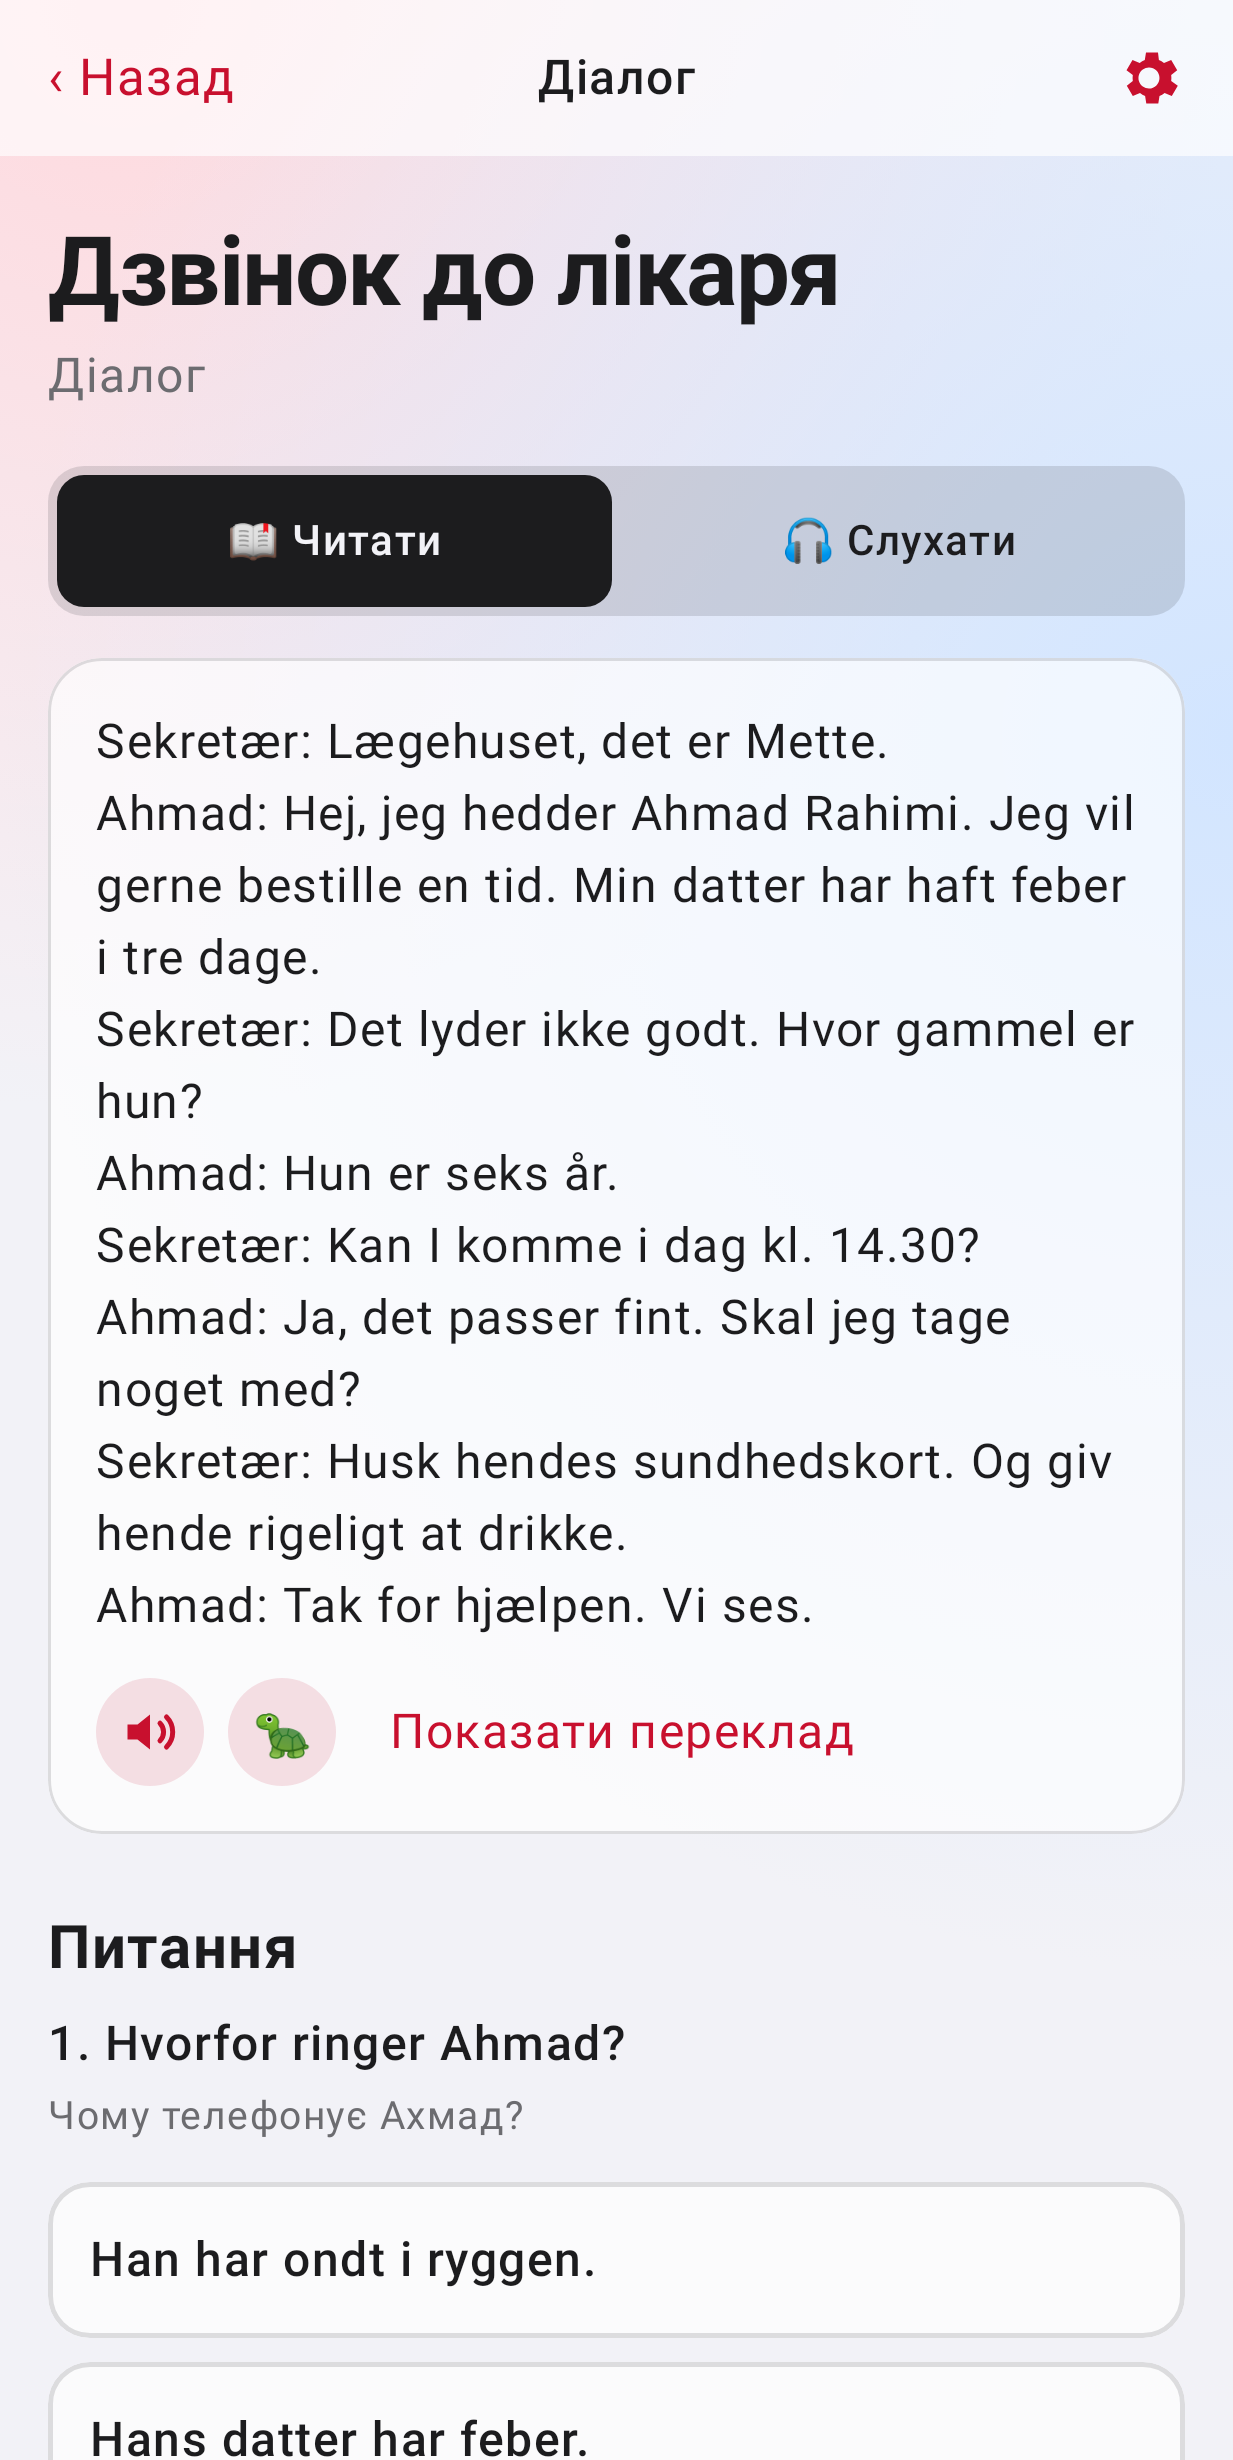 ‹ Назад
Діалог
Дзвінок до лікаря
Діалог
Читати
Слухати
Sekretær: Lægehuset, det er Mette.
Ahmad: Hej, jeg hedder Ahmad Rahimi. Jeg vil
gerne bestille en tid. Min datter har haft feber
i tre dage.
Sekretær: Det lyder ikke godt. Hvor gammel er
hun?
Ahmad: Hun er seks år.
Sekretær: Kan I komme i dag kl. 14.30?
Ahmad: Ja, det passer fint. Skal jeg tage
noget med?
Sekretær: Husk hendes sundhedskort. Og giv
hende rigeligt at drikke.
Ahmad: Tak for hjælpen. Vi ses.
Показати переклад
Питання
1. Hvorfor ringer Ahmad?
Чому телефонує Ахмад?
Han har ondt i ryggen.
Hans datter har feber.